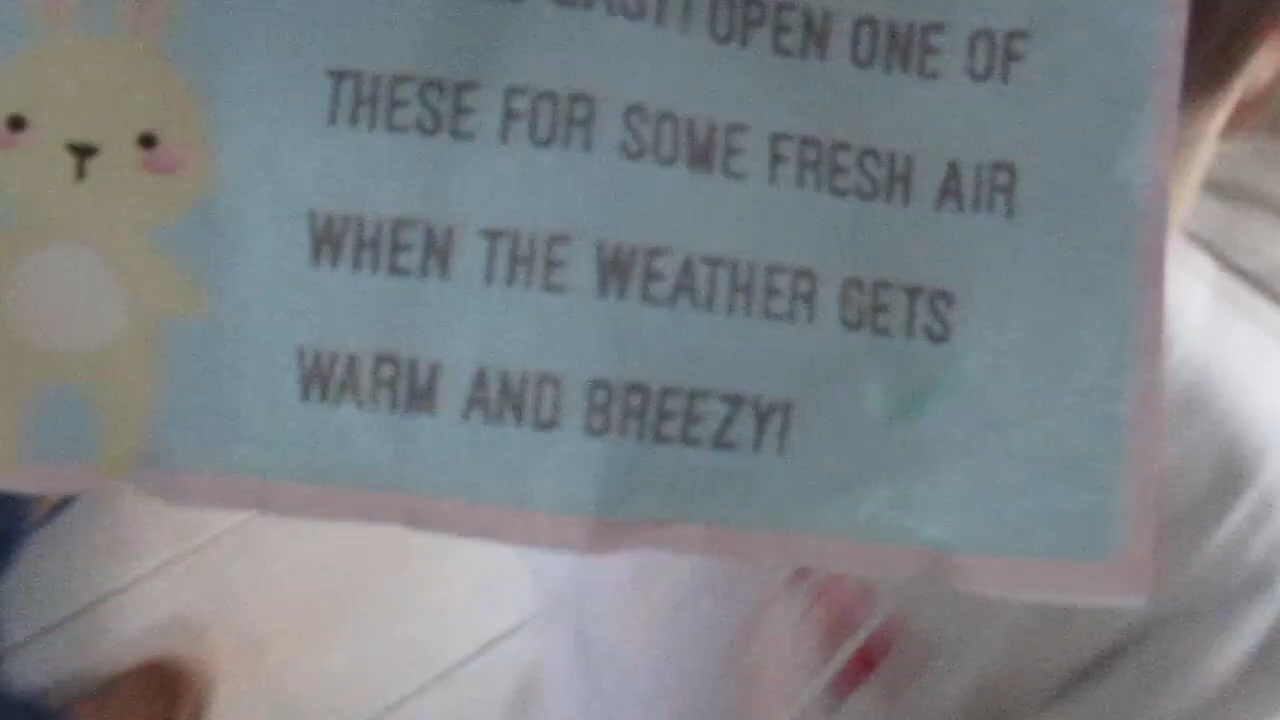 OPEN ONE OF
THESE FOR SOME FRESH AIR
WHEN THE WEATHER GETS
WARM AND BREEZY!